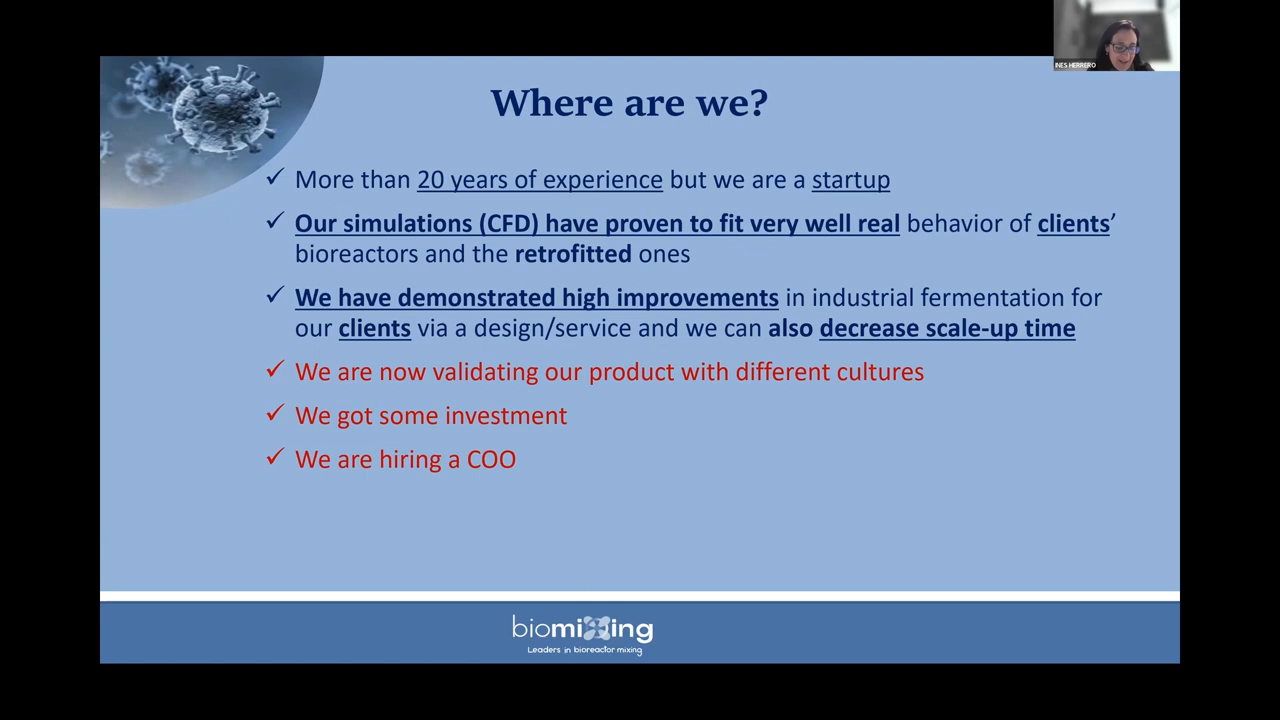 INES HERRERO
Where are we?
✓ More than 20 years of experience but we are a startup
✓ Our simulations (CFD) have proven to fit very well real behavior of clients’
bioreactors and the retrofitted ones
✓ We have demonstrated high improvements in industrial fermentation for
our clients via a design/service and we can also decrease scale-up time
✓ We are now validating our product with different cultures
✓ We got some investment
✓ We are hiring a COO
biomixing
Leaders in bioreactor mixing